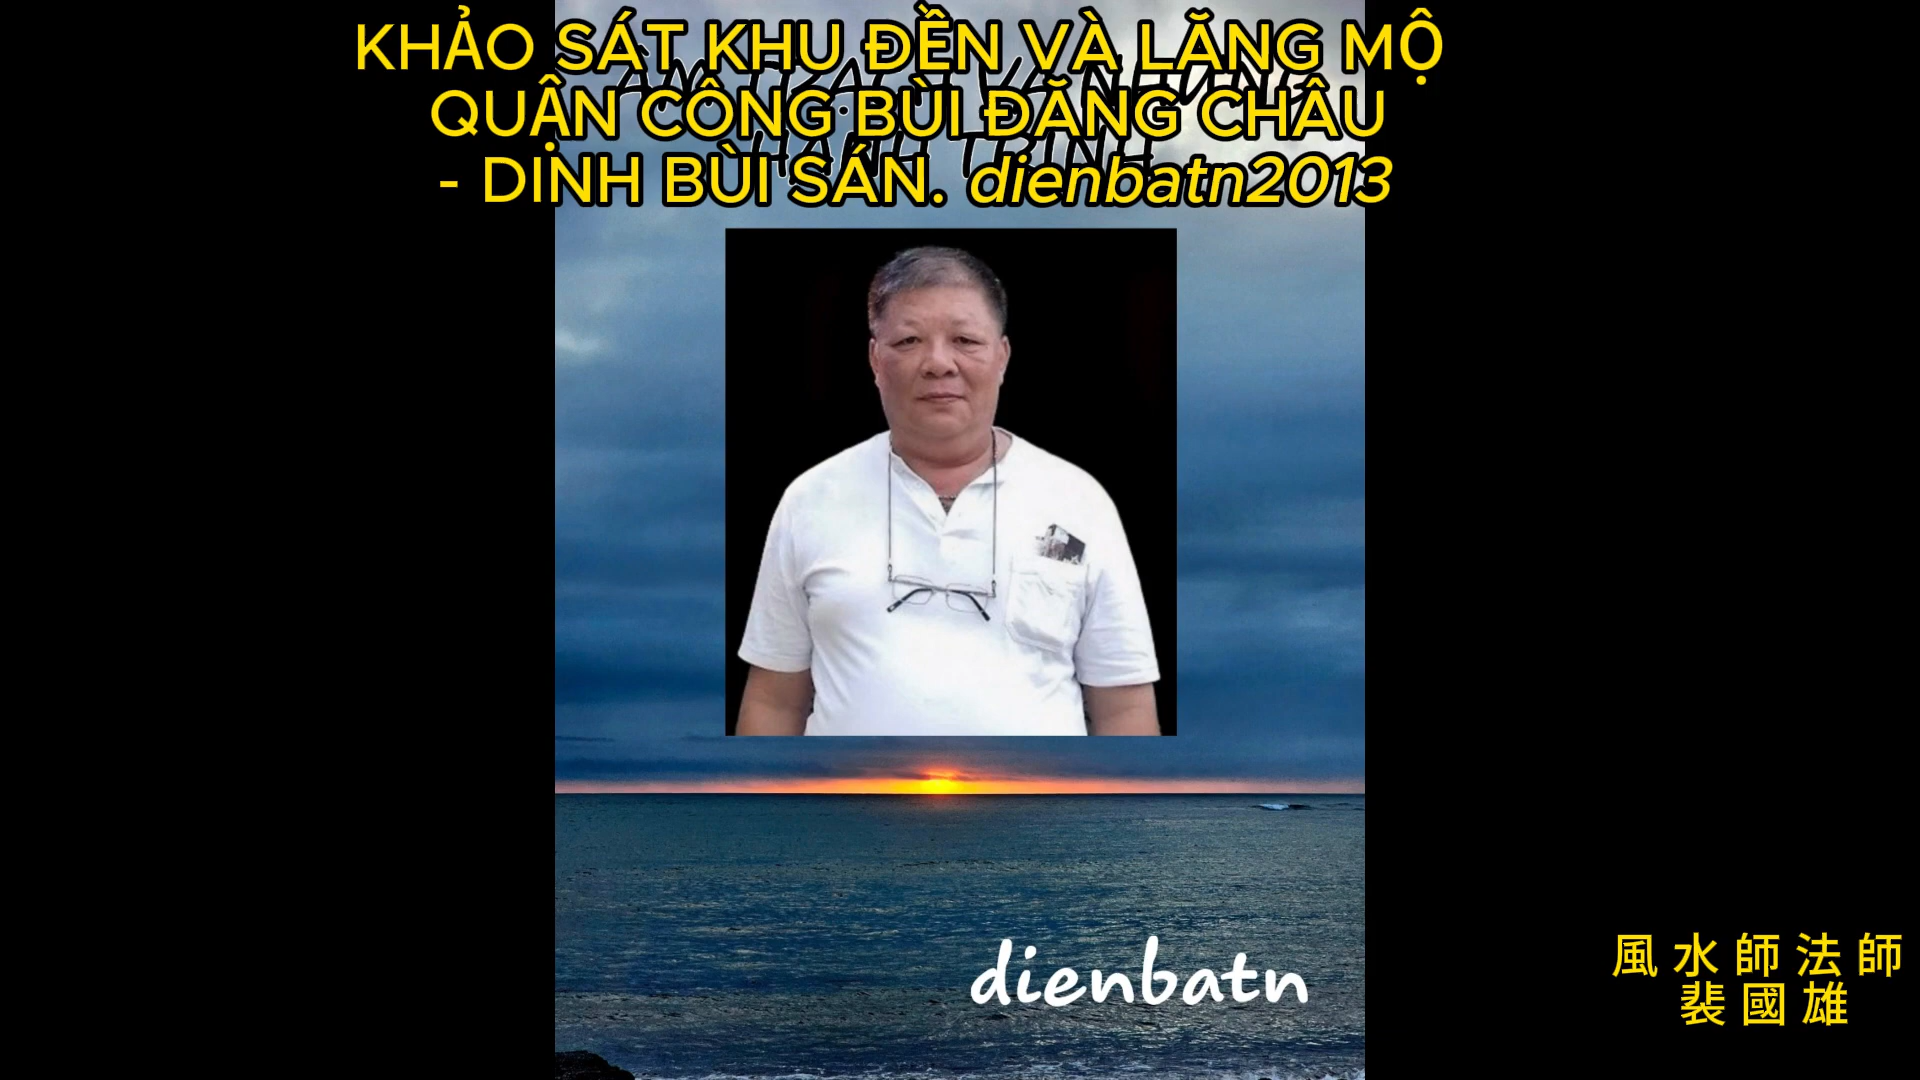 KHẢO SÁT KHU ĐỀN VÀ LĂNG MỘ
QUẬN CÔNG BÙI ĐĂNG CHÂU
- DINH BÙI SÁN. dienbatn2013
dienbatn
風水師法師
裴國雄